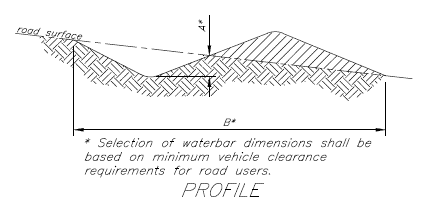 A*
road surface
B*
* Selection of waterbar dimensions shall be
based on minimum vehicle clearance
requirements for road users.
PROFILE